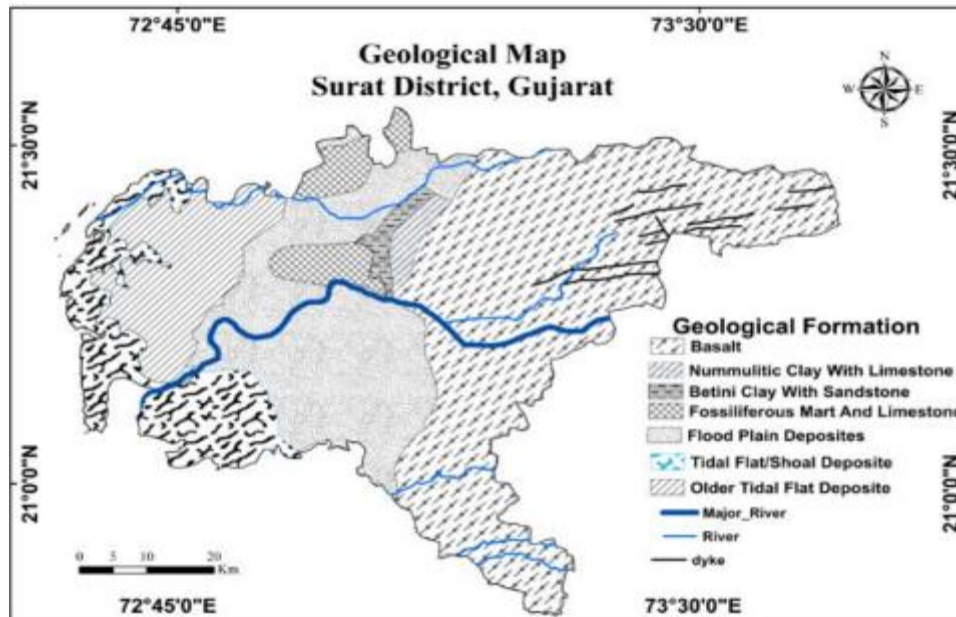 72°45'0"E 73°30'0"E
Geological Map
Surat District, Gujarat
N
W E
S
21°30'0"N 21°30'0"N
Geological Formation
Basalt
Nummulitic Clay With Limestone
Betini Clay With Sandstone
Fossiliferous Mart And Limestone
Flood Plain Deposites
Tidal Flat/Shoal Deposite
Older Tidal Flat Deposite
Major_River
River
dyke
21°0'0"N 21°0'0"N
0 5 10 20
Km
72°45'0"E 73°30'0"E